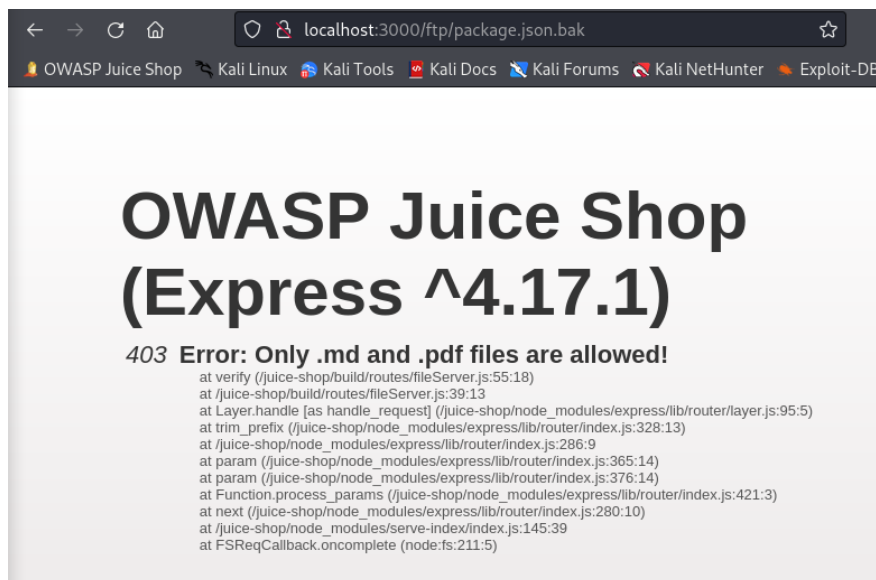 localhost:3000/ftp/package.json.bak
OWASP Juice Shop Kali Linux Kali Tools Kali Docs Kali Forums Kali NetHunter Exploit-DB
OWASP Juice Shop
(Express ^4.17.1)
403 Error: Only .md and .pdf files are allowed!
at verify (/juice-shop/build/routes/fileServer.js:55:18)
at /juice-shop/build/routes/fileServer.js:39:13
at Layer.handle [as handle_request] (/juice-shop/node_modules/express/lib/router/layer.js:95:5)
at trim_prefix (/juice-shop/node_modules/express/lib/router/index.js:328:13)
at /juice-shop/node_modules/express/lib/router/index.js:286:9
at param (/juice-shop/node_modules/express/lib/router/index.js:365:14)
at param (/juice-shop/node_modules/express/lib/router/index.js:376:14)
at Function.process_params (/juice-shop/node_modules/express/lib/router/index.js:421:3)
at next (/juice-shop/node_modules/express/lib/router/index.js:280:10)
at /juice-shop/node_modules/serve-index/index.js:145:39
at FSReqCallback.oncomplete (node:fs:211:5)